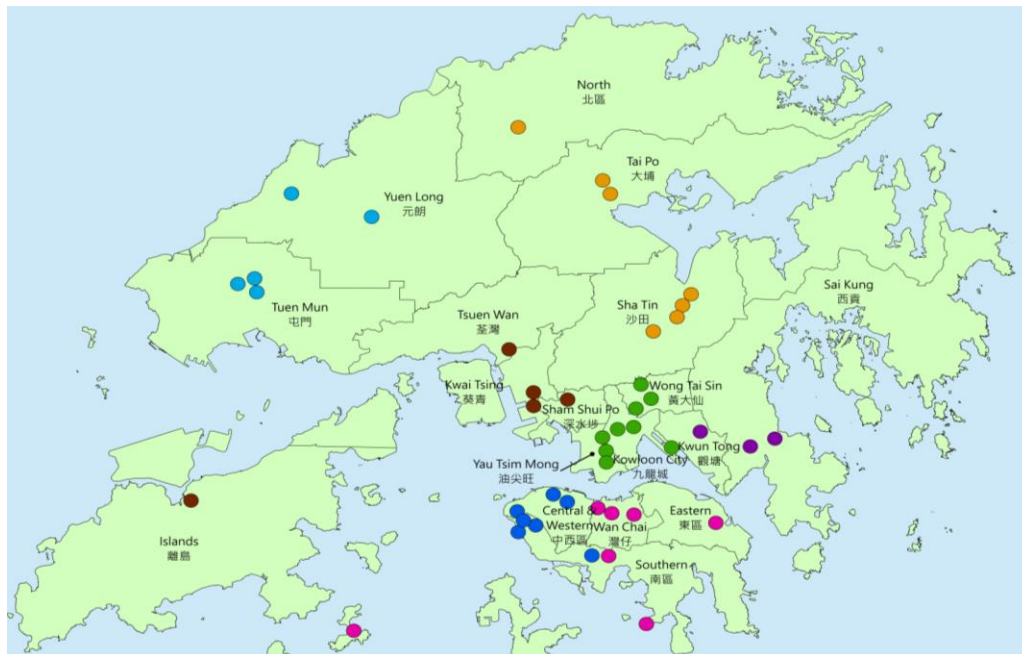 North
北區
Tai Po
大埔
Yuen Long
元朗
Sai Kung
西貢
Tuen Mun
屯門
Tsuen Wan
荃灣
Sha Tin
沙田
Kwai Tsing
葵青
Wong Tai Sin
黃大仙
Sham Shui Po
深水埗
Kwun Tong
觀塘
Yau Tsim Mong
油尖旺
Kowloon City
九龍城
Central &
Western
中西區
Wan Chai
灣仔
Eastern
東區
Islands
離島
Southern
南區